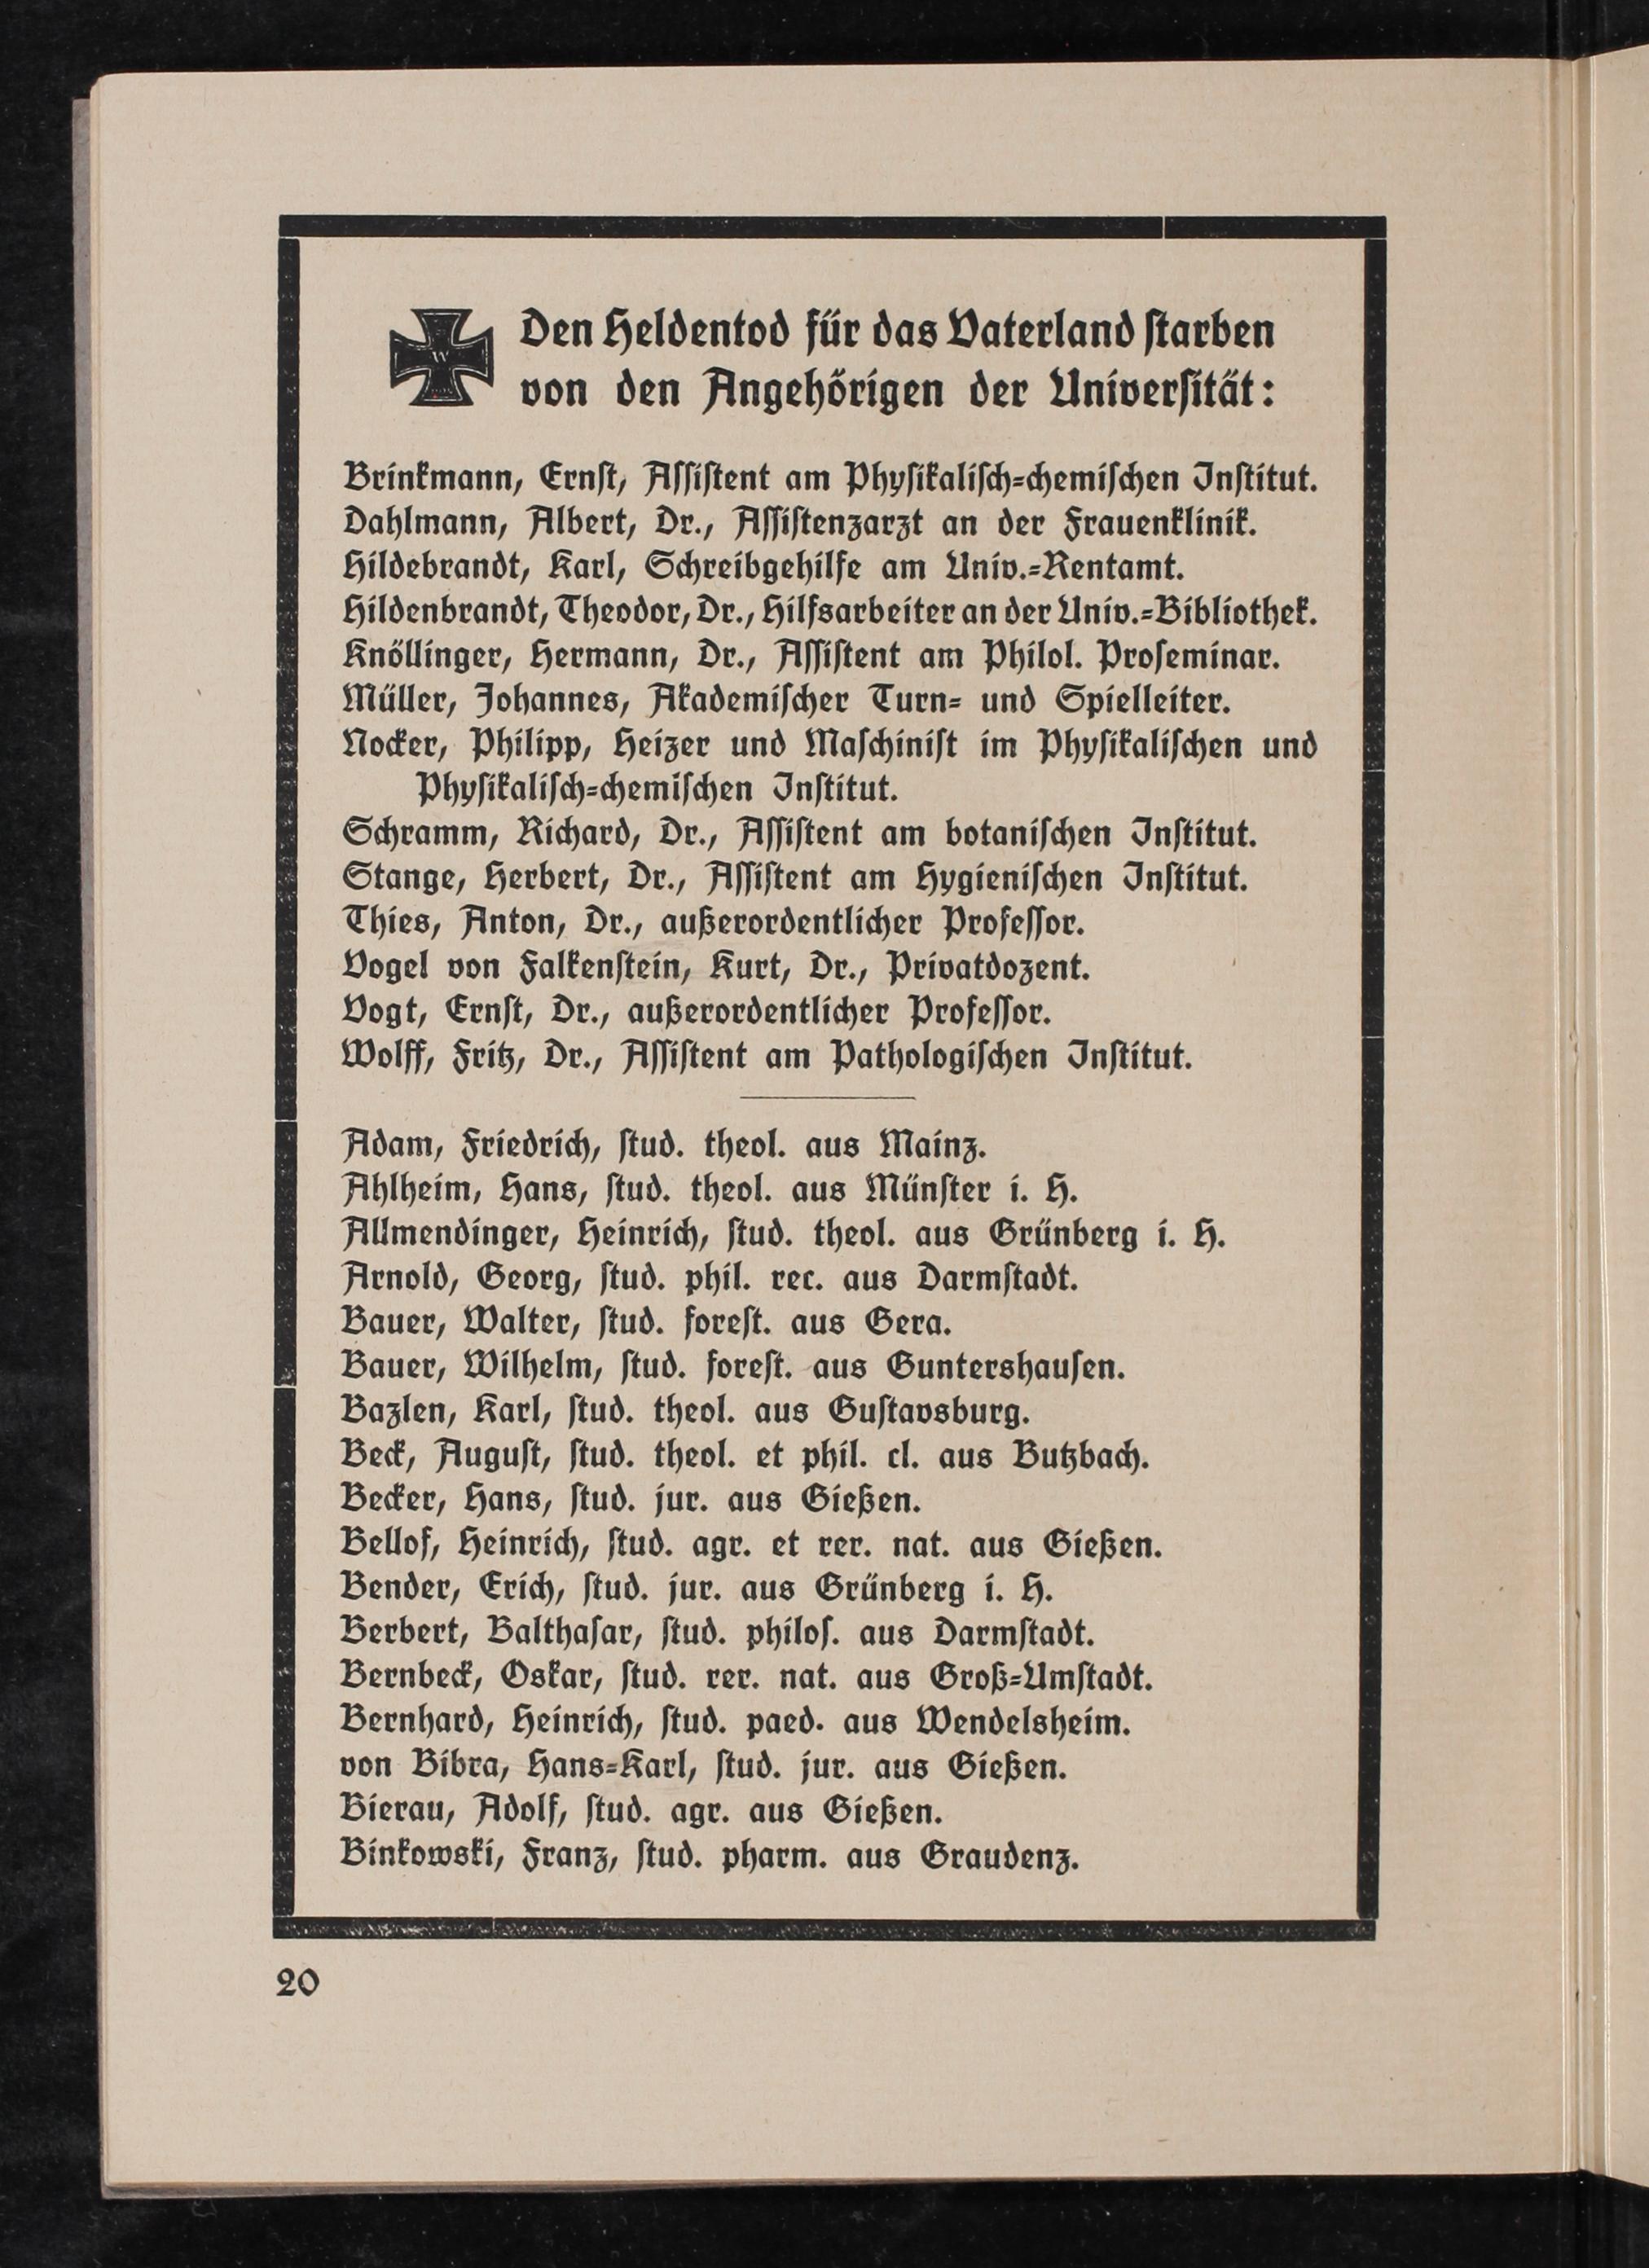 Den Heldentod für das Vaterland starben
von den Angehörigen der Universität:
Brinkmann, Ernst, Assistent am Physikalisch-chemischen Institut.
Dahlmann, Albert, Dr., Assistenzarzt an der Frauenklinik.
Hildebrandt, Karl, Schreibgehilfe am Univ.-Rentamt.
Hildenbrandt, Theodor, Dr., Hilfsarbeiter an der Univ.-Bibliothek.
Knöllinger, Hermann, Dr., Assistent am Philol. Proseminar.
Müller, Johannes, Akademischer Turn- und Spielleiter.
Nocker, Philipp, Heizer und Maschinist im Physikalischen und
Physikalisch-chemischen Institut.
Schramm, Richard, Dr., Assistent am botanischen Institut.
Stange, Herbert, Dr., Assistent am Hygienischen Institut.
Thies, Anton, Dr., außerordentlicher Professor.
Vogel von Falkenstein, Kurt, Dr., Privatdozent.
Vogt, Ernst, Dr., außerordentlicher Professor.
Wolff, Fritz, Dr., Assistent am Pathologischen Institut.
Adam, Friedrich, stud. theol. aus Mainz.
Ahlheim, Hans, stud. theol. aus Münster i. H.
Allmendinger, Heinrich, stud. theol. aus Grünberg i. H.
Arnold, Georg, stud. phil. rec. aus Darmstadt.
Bauer, Walter, stud. forest. aus Gera.
Bauer, Wilhelm, stud. forest. aus Guntershausen.
Bazlen, Karl, stud. theol. aus Gustavsburg.
Beck, August, stud. theol. et phil. cl. aus Butzbach.
Becker, Hans, stud. jur. aus Gießen.
Bellof, Heinrich, stud. agr. et rer. nat. aus Gießen.
Bender, Erich, stud. jur. aus Grünberg i. H.
Berbert, Balthasar, stud. philos. aus Darmstadt.
Bernbeck, Oskar, stud. rer. nat. aus Groß-Umstadt.
Bernhard, Heinrich, stud. paed. aus Wendelsheim.
von Bibra, Hans-Karl, stud. jur. aus Gießen.
Bierau, Adolf, stud. agr. aus Gießen.
Binkowski, Franz, stud. pharm. aus Graudenz.
20